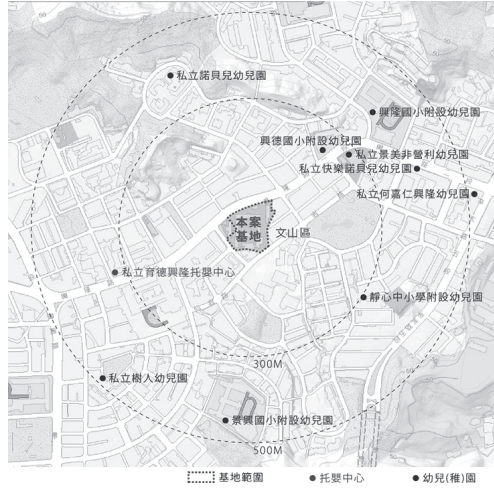 私立諾貝兒幼兒園
興隆國小附設幼兒園
興德國小附設幼兒園
私立景美非營利幼兒園
私立快樂諾貝兒幼兒園
私立何嘉仁興隆幼兒園
本案
基地
文山區
私立育德興隆托嬰中心
靜心中小學附設幼兒園
300M
私立樹人幼兒園
景興國小附設幼兒園
500M
基地範圍
托嬰中心
幼兒(稚)園